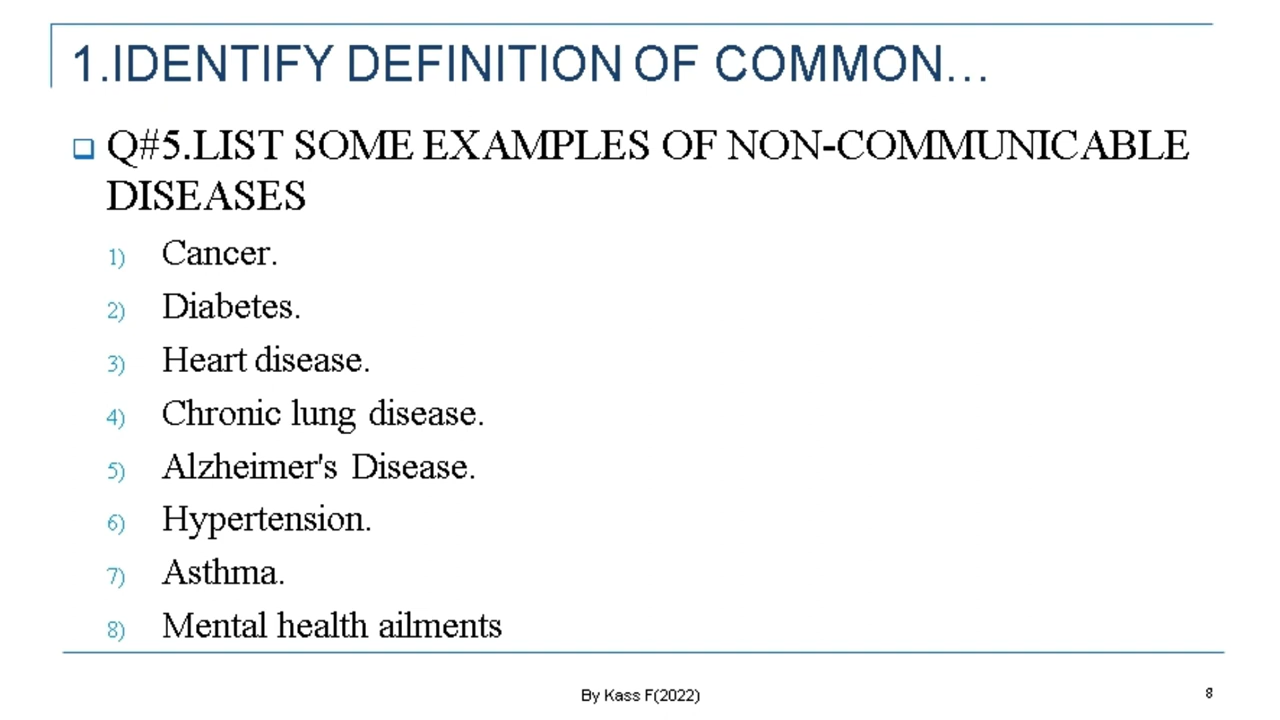 1.IDENTIFY DEFINITION OF COMMON…
Q#5.LIST SOME EXAMPLES OF NON-COMMUNICABLE
DISEASES
1) Cancer.
2) Diabetes.
3) Heart disease.
4) Chronic lung disease.
5) Alzheimer's Disease.
6) Hypertension.
7) Asthma.
8) Mental health ailments
By Kass F(2022)
8